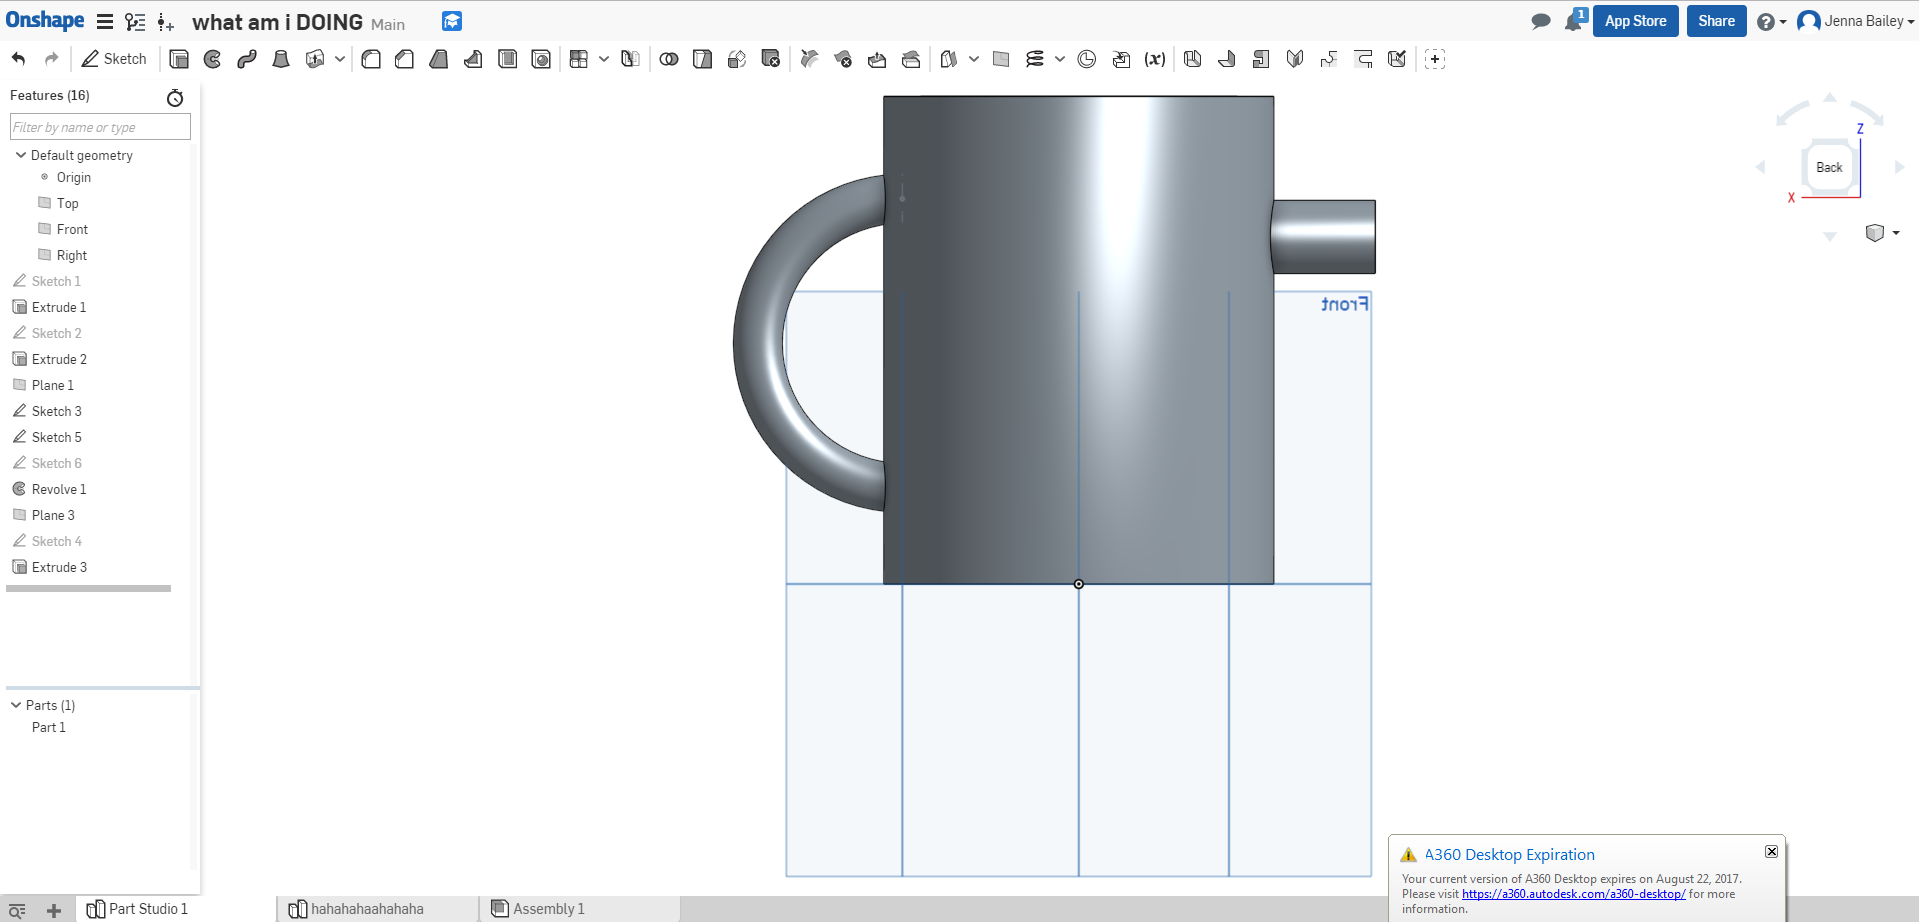 Onshape what am i DOING Main 1 App Store Share Jenna Bailey
Sketch (x)
Features (16)
Filter by name or type
Default geometry
Origin
Top
Front
Right
Sketch 1
Extrude 1
Sketch 2
Extrude 2
Plane 1
Sketch 3
Sketch 5
Sketch 6
Revolve 1
Plane 3
Sketch 4
Extrude 3
Parts (1)
Part 1
Z
Back
X
Front
A360 Desktop Expiration
Your current version of A360 Desktop expires on August 22, 2017.
Please visit https://a360.autodesk.com/a360-desktop/ for more
information.
Part Studio 1 hahahahaahahaha Assembly 1